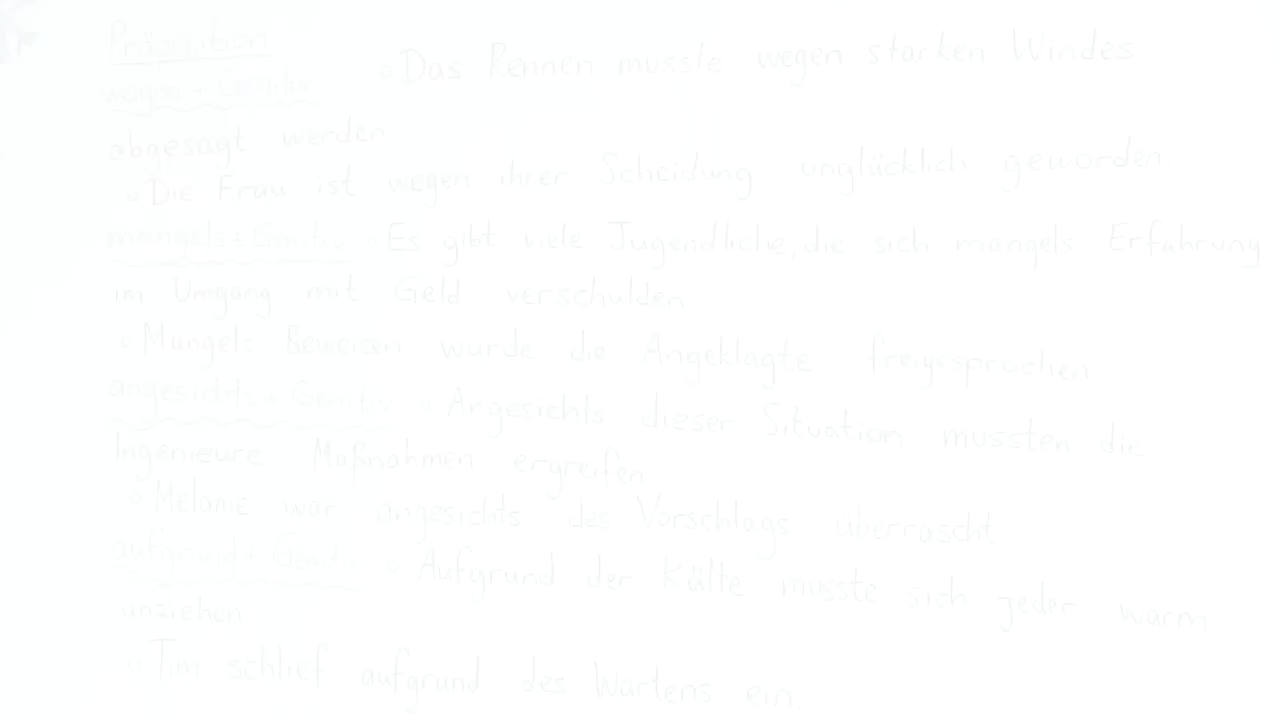 Präposition
wegen + Genitiv
o Das Rennen musste wegen starken Windes
abgesagt werden
o Die Frau ist wegen ihrer Scheidung unglücklich geworden.
mangels + Genitiv o Es gibt viele Jugendliche, die sich mangels Erfahrung
im Umgang mit Geld verschulden
o Mangels Beweisen wurde die Angeklagte freigesprochen
angesichts + Genitiv o Angesichts dieser Situation mussten die
Ingenieure Maßnahmen ergreifen
o Melanie war angesichts des Vorschlags überrascht
aufgrund + Genitiv o Aufgrund der Kälte musste sich jeder warm
anziehen
o Tim schlief aufgrund des Wartens ein.